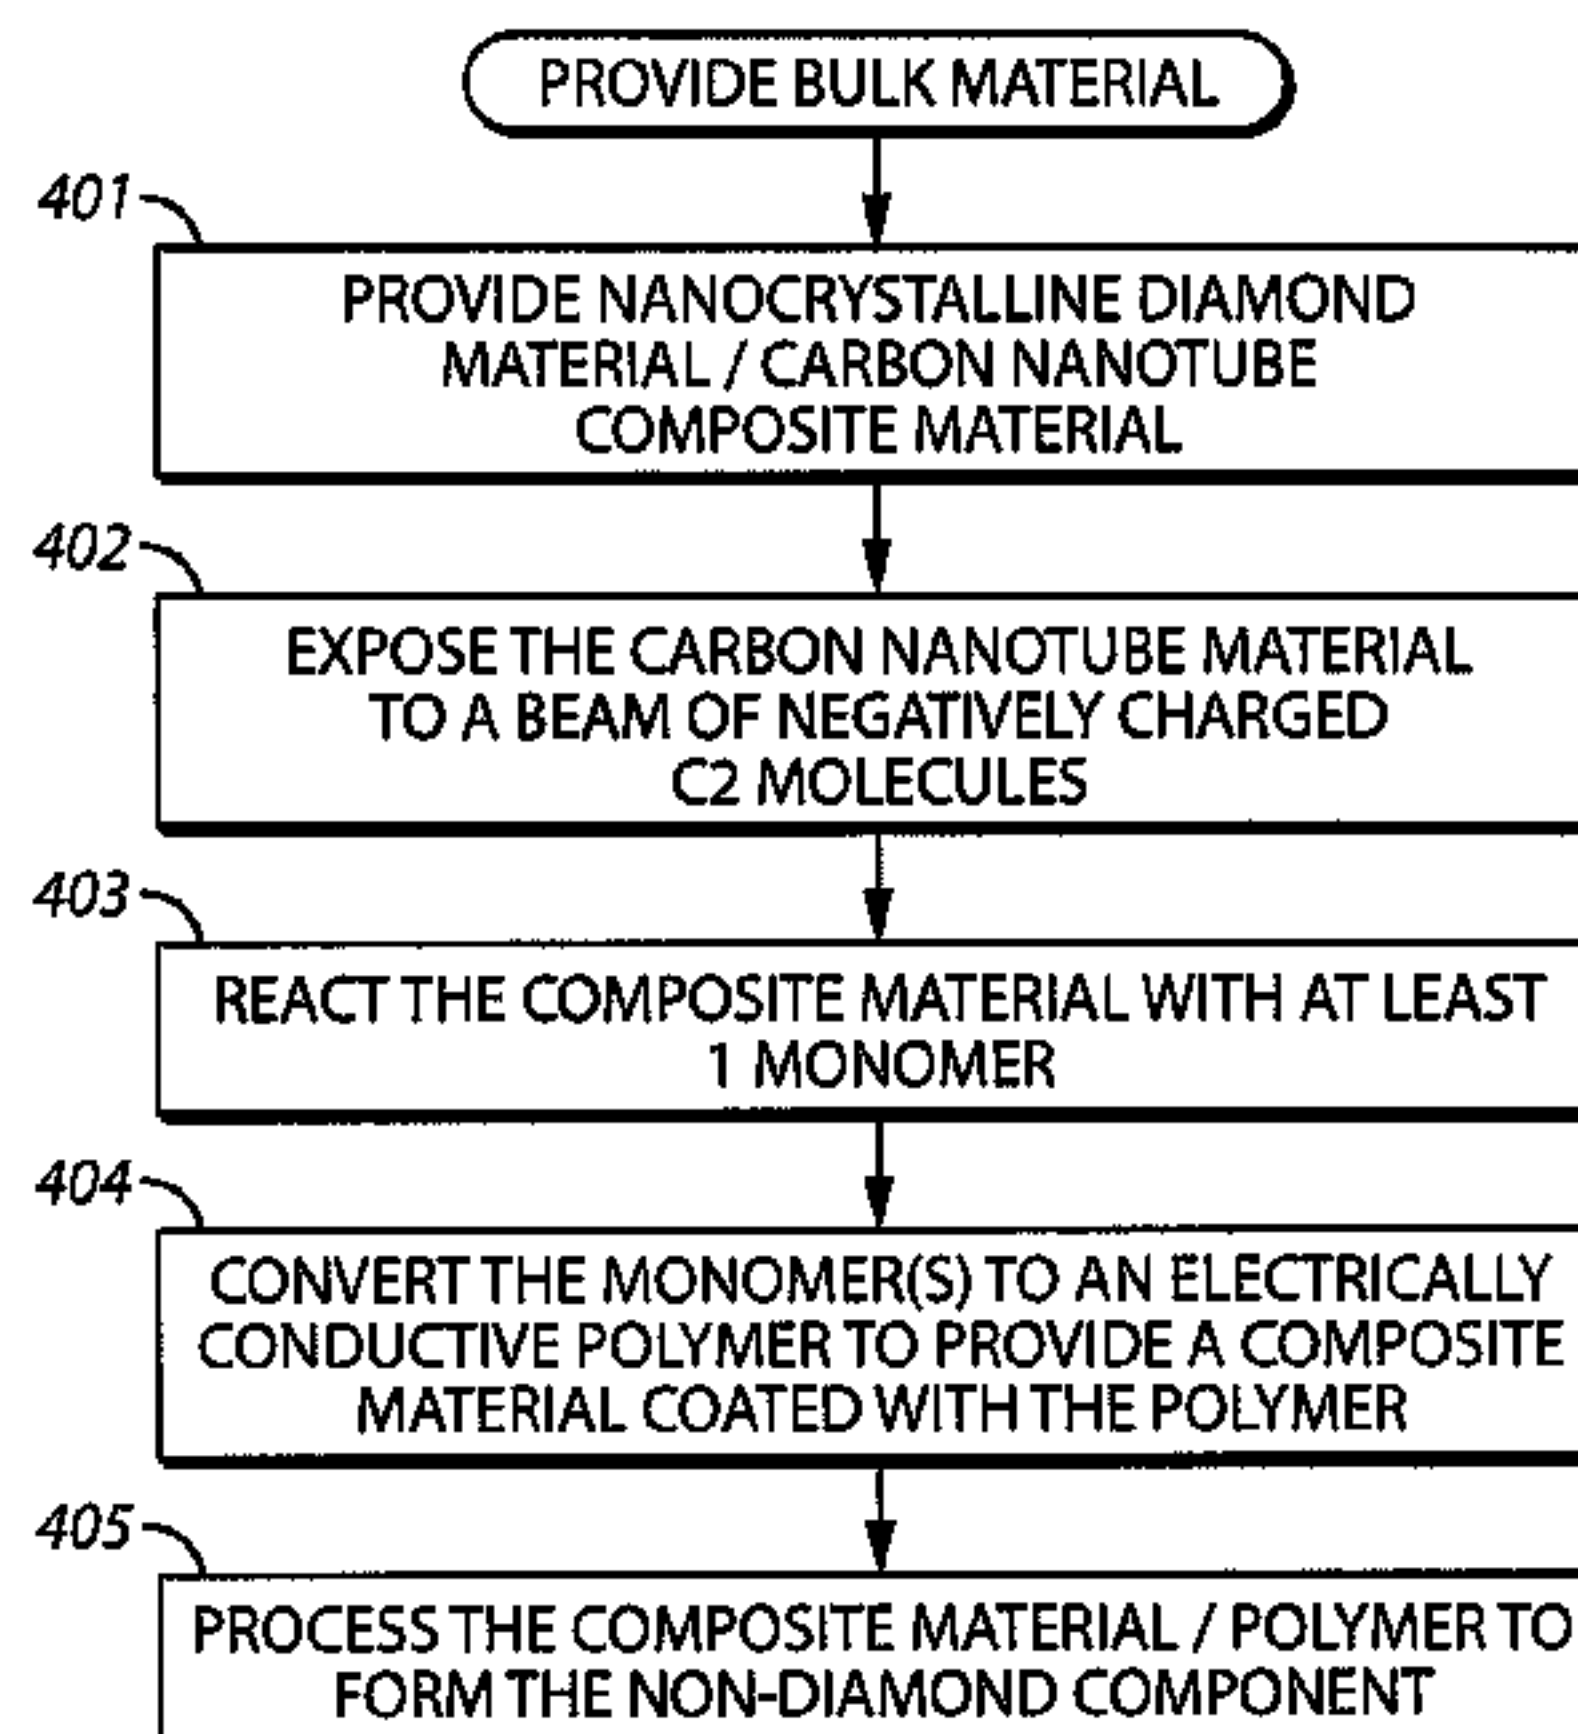 PROVIDE BULK MATERIAL
401
PROVIDE NANOCRYSTALLINE DIAMOND
MATERIAL / CARBON NANOTUBE
COMPOSITE MATERIAL
402
EXPOSE THE CARBON NANOTUBE MATERIAL
TO A BEAM OF NEGATIVELY CHARGED
C2 MOLECULES
403
REACT THE COMPOSITE MATERIAL WITH AT LEAST
1 MONOMER
404
CONVERT THE MONOMER(S) TO AN ELECTRICALLY
CONDUCTIVE POLYMER TO PROVIDE A COMPOSITE
MATERIAL COATED WITH THE POLYMER
405
PROCESS THE COMPOSITE MATERIAL / POLYMER TO
FORM THE NON-DIAMOND COMPONENT